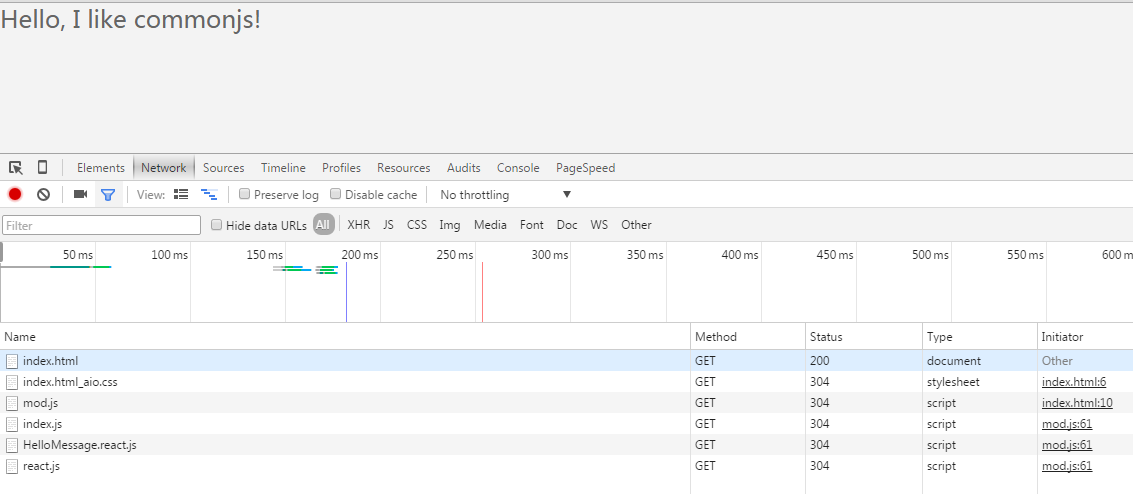 Hello, I like commonjs!
Elements Network Sources Timeline Profiles Resources Audits Console PageSpeed
View: Preserve log Disable cache No throttling
Filter Hide data URLs All XHR JS CSS Img Media Font Doc WS Other
50 ms 100 ms 150 ms 200 ms 250 ms 300 ms 350 ms 400 ms 450 ms 500 ms 550 ms 600 m
Name Method Status Type Initiator
index.html GET 200 document Other
index.html_aio.css GET 304 stylesheet index.html:6
mod.js GET 304 script index.html:10
index.js GET 304 script mod.js:61
HelloMessage.react.js GET 304 script mod.js:61
react.js GET 304 script mod.js:61